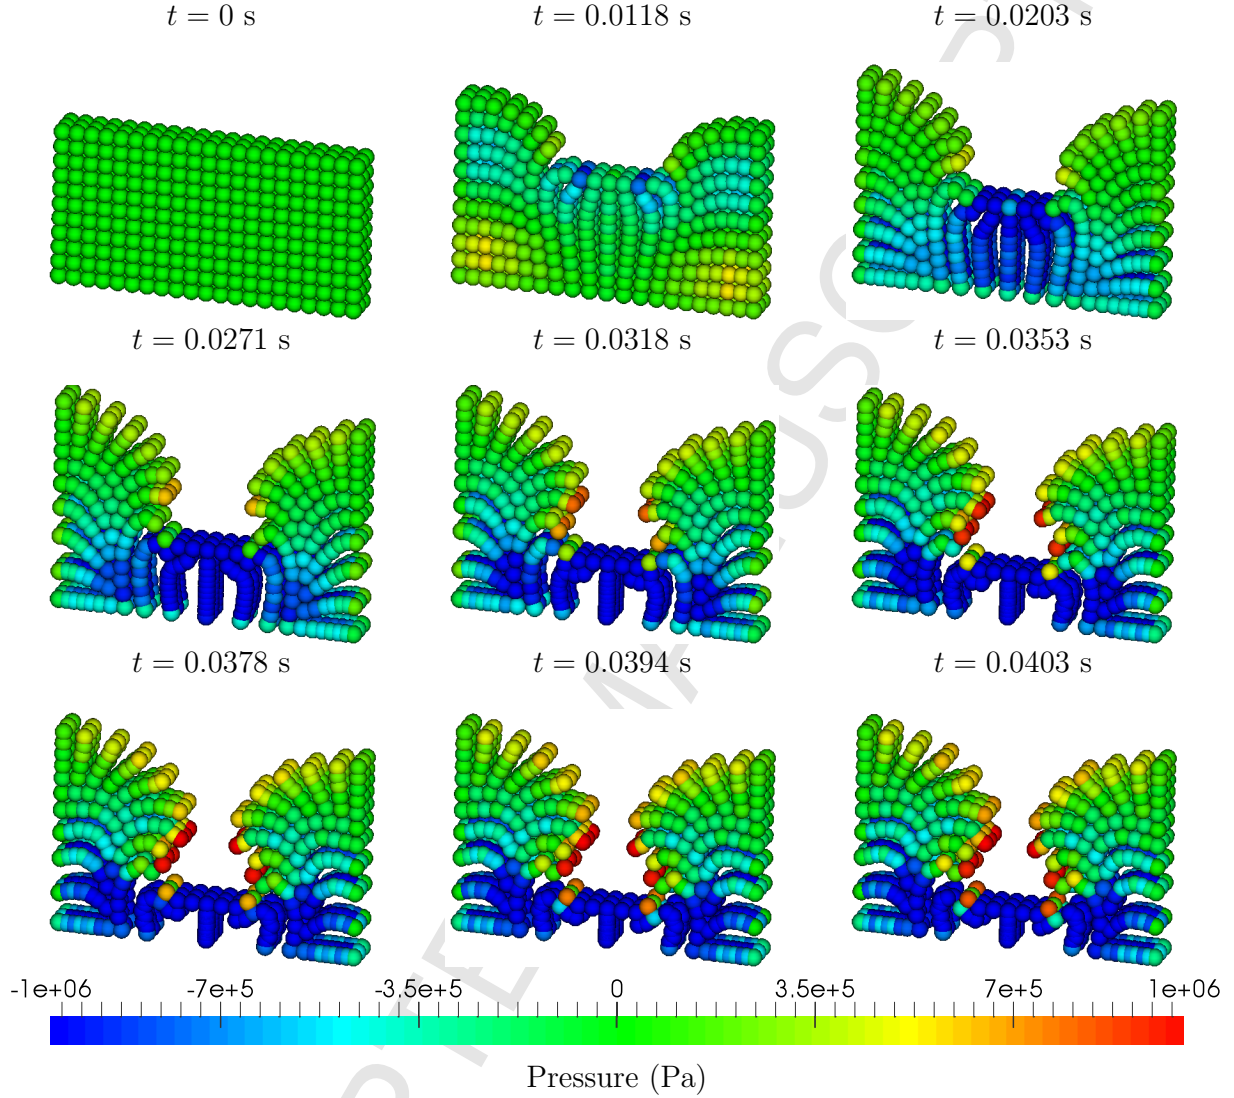 t = 0 s
t = 0.0118 s
t = 0.0203 s
t = 0.0271 s
t = 0.0318 s
t = 0.0353 s
t = 0.0378 s
t = 0.0394 s
t = 0.0403 s
-1e+06 -7e+5 -3.5e+5 0 3.5e+5 7e+5 1e+06
Pressure (Pa)